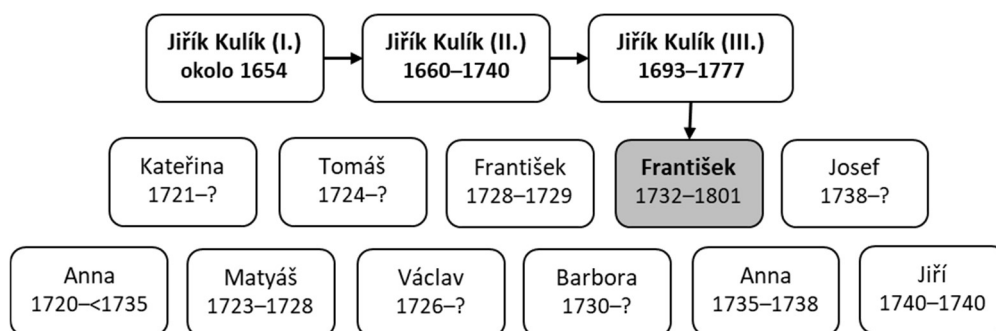 Jiřík Kulík (I.)
okolo 1654
Jiřík Kulík (II.)
1660–1740
Jiřík Kulík (III.)
1693–1777
Kateřina
1721–?
Tomáš
1724–?
František
1728–1729
František
1732–1801
Josef
1738–?
Anna
1720–<1735
Matyáš
1723–1728
Václav
1726–?
Barbora
1730–?
Anna
1735–1738
Jiří
1740–1740